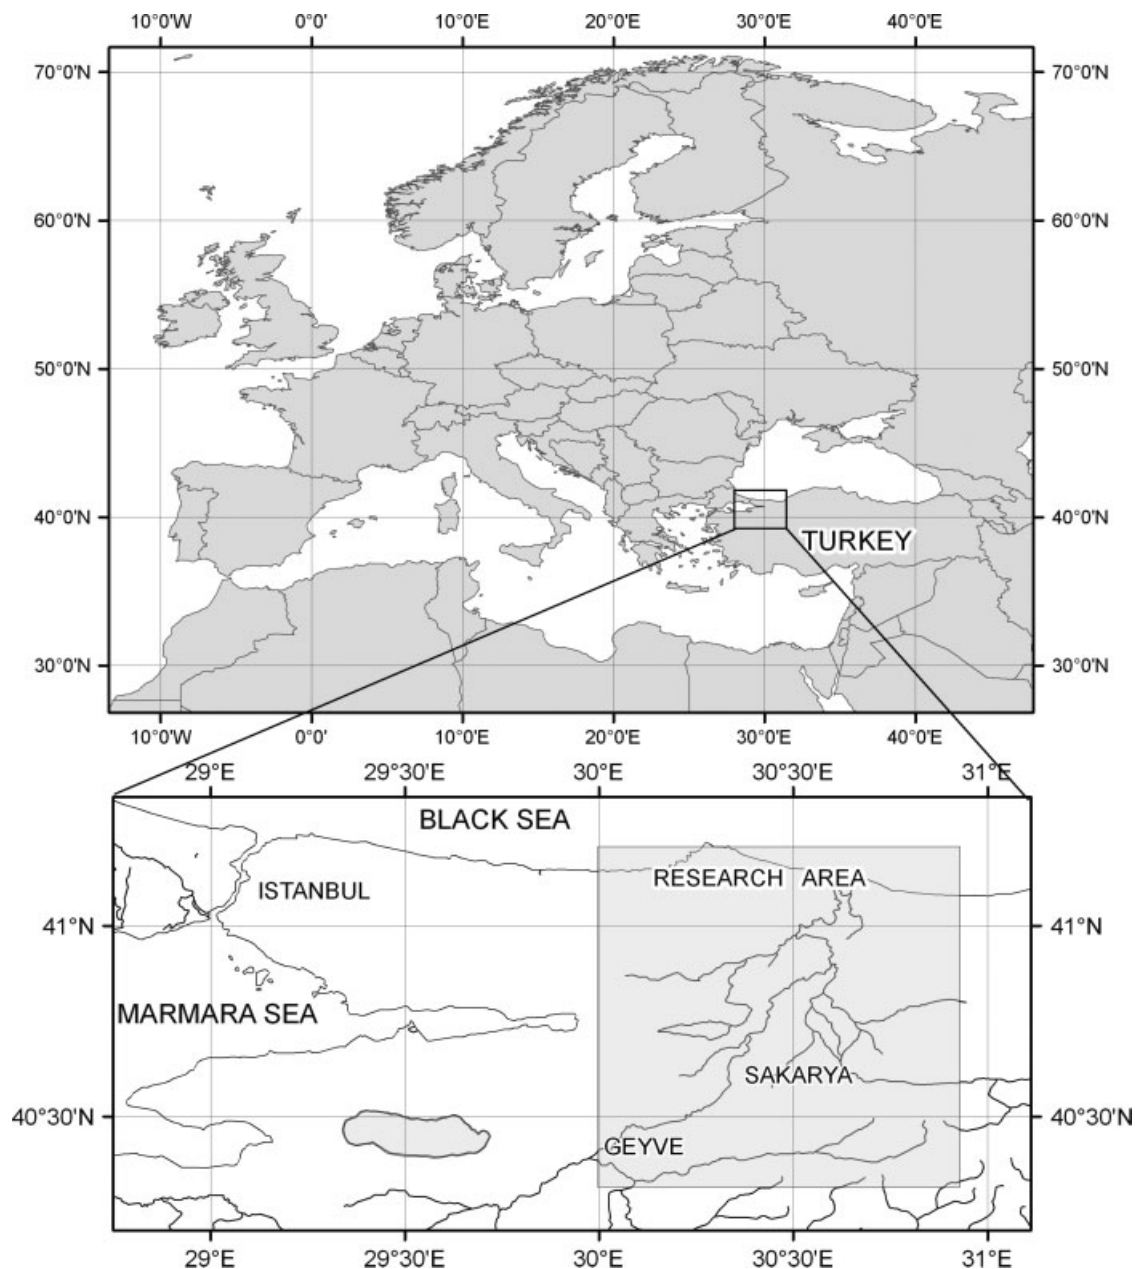 10°0'W 0°0' 10°0'E 20°0'E 30°0'E 40°0'E
70°0'N 70°0'N
60°0'N 60°0'N
50°0'N 50°0'N
40°0'N 40°0'N
TURKEY
30°0'N 30°0'N
10°0'W 0°0' 10°0'E 20°0'E 30°0'E 40°0'E
29°E 29°30'E 30°E 30°30'E 31°E
BLACK SEA
RESEARCH AREA
ISTANBUL
41°N 41°N
MARMARA SEA
SAKARYA
40°30'N 40°30'N
GEYVE
29°E 29°30'E 30°E 30°30'E 31°E